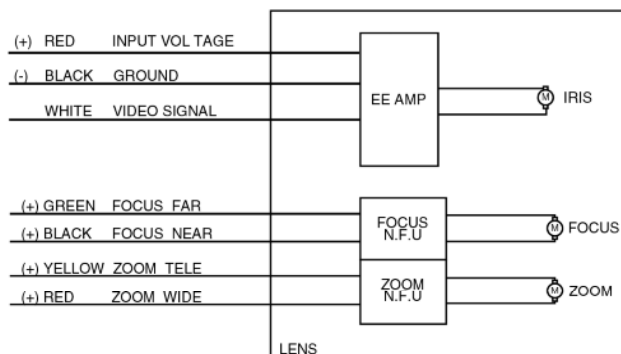 (+) RED INPUT VOL TAGE
(-) BLACK GROUND
WHITE VIDEO SIGNAL
EE AMP
M IRIS
(+) GREEN FOCUS FAR
(+) BLACK FOCUS NEAR
FOCUS
N.F.U
M FOCUS
(+) YELLOW ZOOM TELE
(+) RED ZOOM WIDE
ZOOM
N.F.U
M ZOOM
LENS